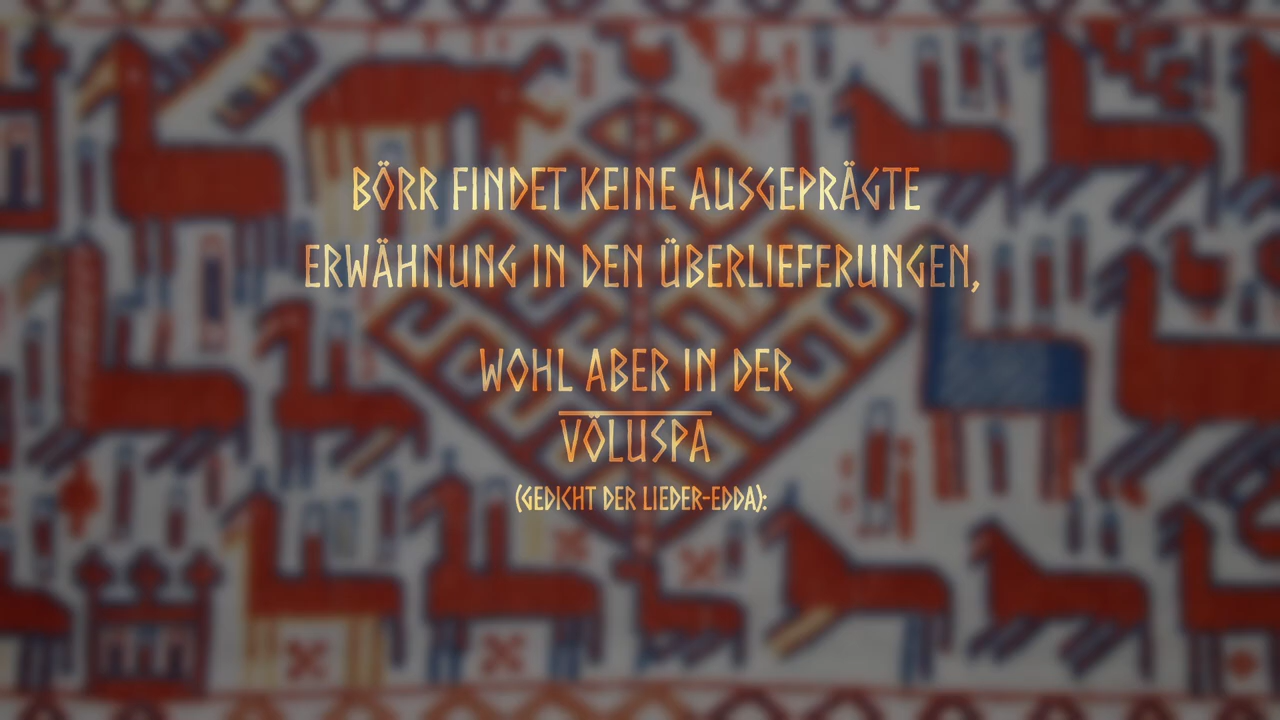 BÖRR FINDET KEINE AUSGEPRÄGTE
ERWÄHNUNG IN DEN ÜBERLIEFERUNGEN,
WOHL ABER IN DER
VÖLUSPA
(GEDICHT DER LIEDER-EDDA):